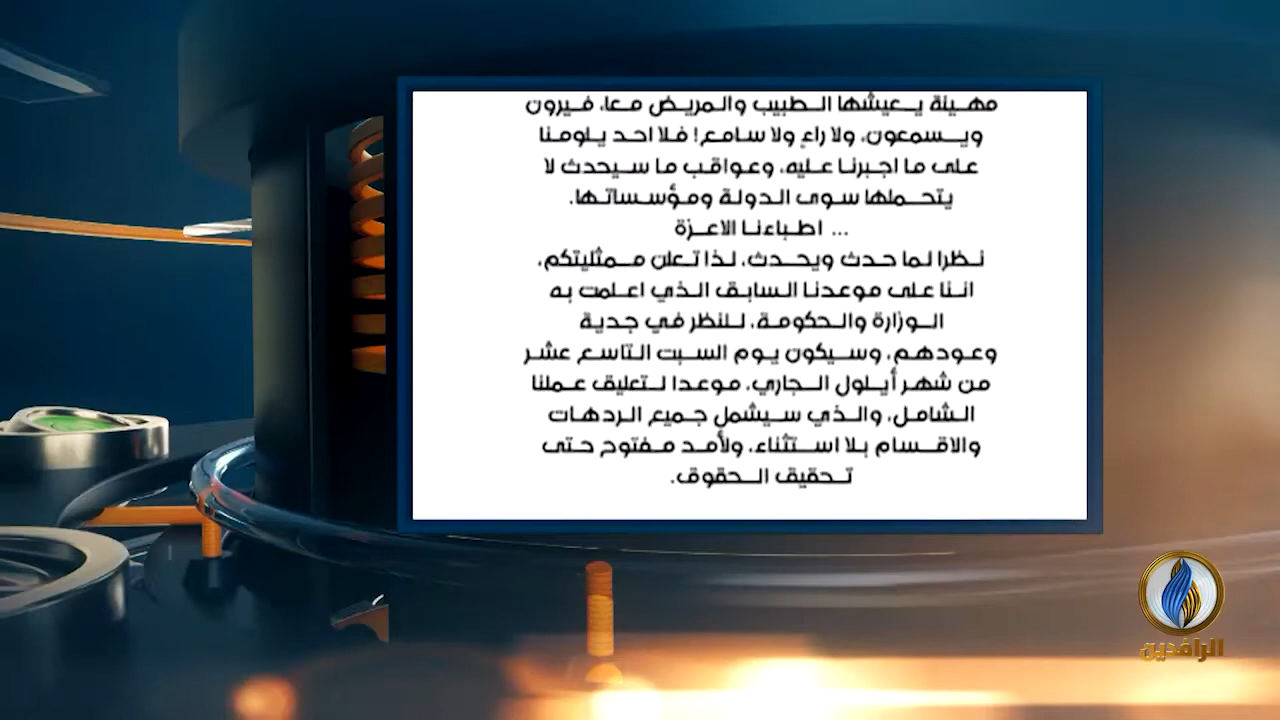 مهينة يعيشها الطبيب والمريض معا، فيرون
ويسمعون، ولا راءٍ ولا سامع! فلا احد يلومنا
على ما اجبرنا عليه، وعواقب ما سيحدث لا
يتحملها سوى الدولة ومؤسساتها.
... اطباءنا الاعزة
نظرا لما حدث ويحدث، لذا تعلن ممثليتكم،
اننا على موعدنا السابق الذي اعلمت به
الوزارة والحكومة، للنظر في جدية
وعودهم، وسيكون يوم السبت التاسع عشر
من شهر أيلول الجاري، موعدا لتعليق عملنا
الشامل، والذي سيشمل جميع الردهات
والاقسام بلا استثناء، ولأمد مفتوح حتى
تحقيق الحقوق.
الرافدين